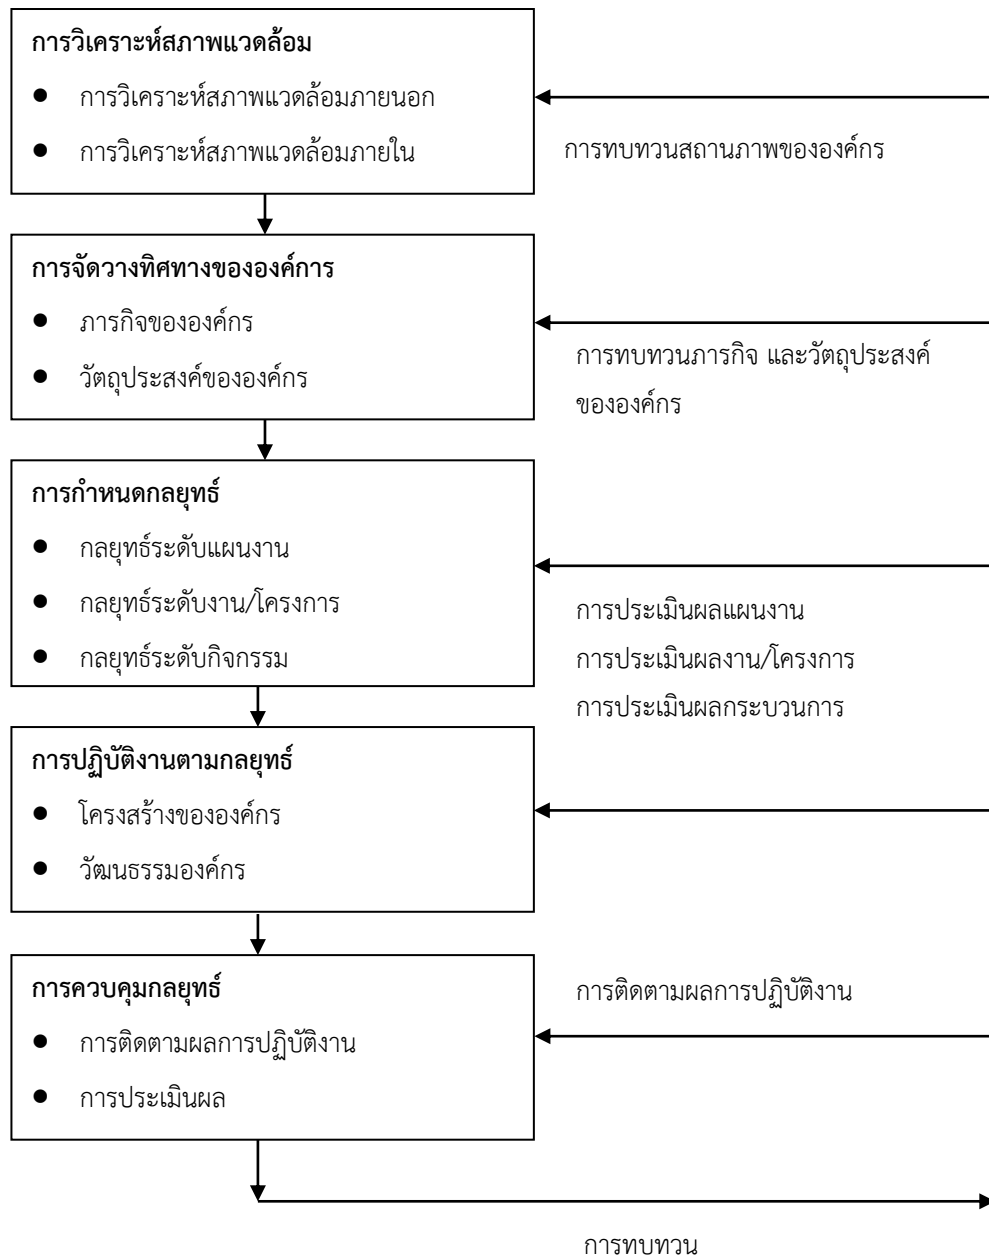 การวิเคราะห์สภาพแวดล้อม
● การวิเคราะห์สภาพแวดล้อมภายนอก
● การวิเคราะห์สภาพแวดล้อมภายใน
การทบทวนสถานภาพขององค์กร
การจัดวางทิศทางขององค์การ
● ภารกิจขององค์กร
● วัตถุประสงค์ขององค์กร
การทบทวนภารกิจ และวัตถุประสงค์
ขององค์กร
การกำหนดกลยุทธ์
● กลยุทธ์ระดับแผนงาน
● กลยุทธ์ระดับงาน/โครงการ
● กลยุทธ์ระดับกิจกรรม
การประเมินผลแผนงาน
การประเมินผลงาน/โครงการ
การประเมินผลกระบวนการ
การปฏิบัติงานตามกลยุทธ์
● โครงสร้างขององค์กร
● วัฒนธรรมองค์กร
การควบคุมกลยุทธ์
● การติดตามผลการปฏิบัติงาน
● การประเมินผล
การติดตามผลการปฏิบัติงาน
การทบทวน